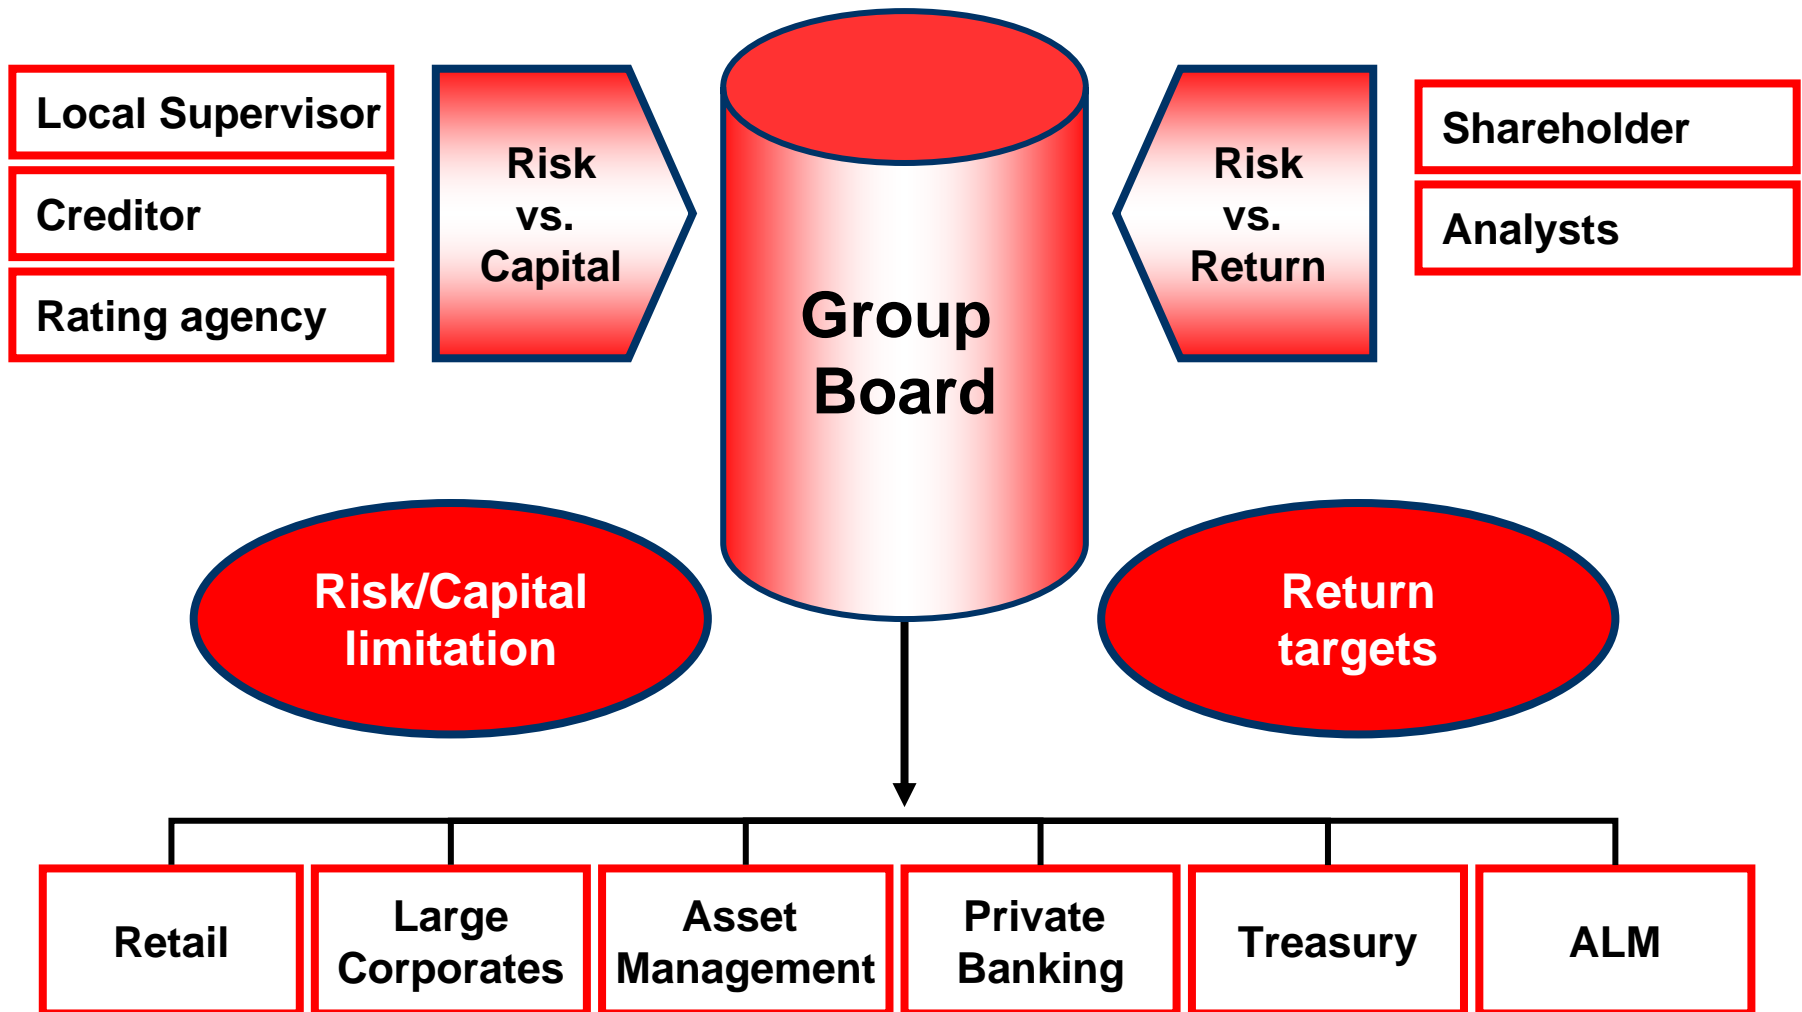 Local Supervisor
Creditor
Rating agency
Risk
vs.
Capital
Group
Board
Risk
vs.
Return
Shareholder
Analysts
Risk/Capital
limitation
Return
targets
Retail
Large
Corporates
Asset
Management
Private
Banking
Treasury
ALM